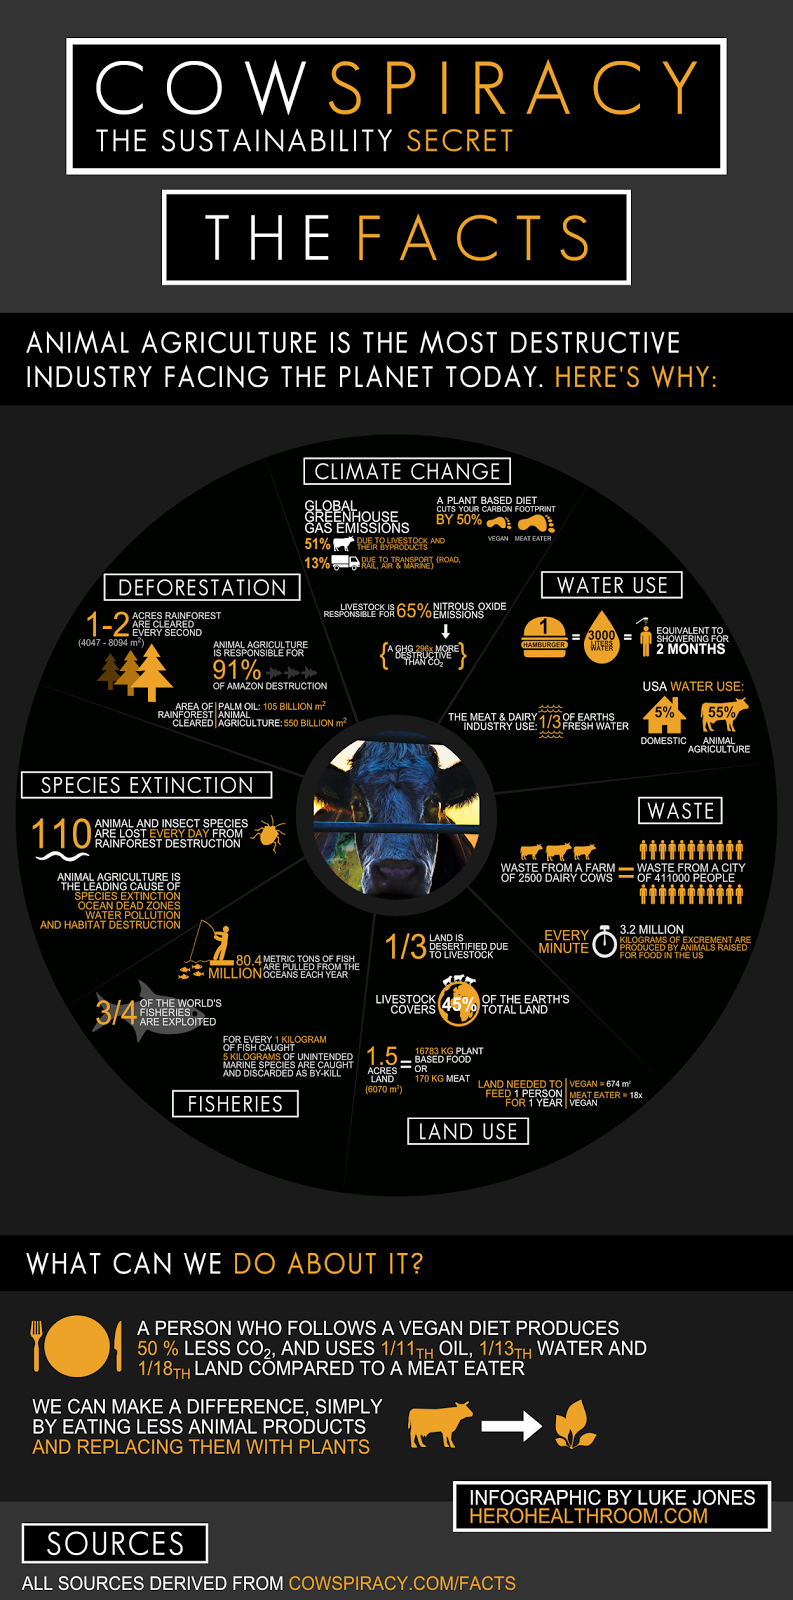 COWSPIRACY
THE SUSTAINABILITY SECRET
THE FACTS
ANIMAL AGRICULTURE IS THE MOST DESTRUCTIVE
INDUSTRY FACING THE PLANET TODAY. HERE'S WHY:
CLIMATE CHANGE
GLOBAL
GREENHOUSE
GAS EMISSIONS
51% DUE TO LIVESTOCK AND
THEIR BYPRODUCTS
13% DUE TO TRANSPORT (ROAD,
RAIL, AIR & MARINE)
A PLANT BASED DIET
CUTS YOUR CARBON FOOTPRINT
BY 50%
VEGAN MEAT EATER
LIVESTOCK IS
RESPONSIBLE FOR 65% NITROUS OXIDE
EMISSIONS
{A GHG 296x MORE
DESTRUCTIVE
THAN CO2}
WATER USE
1
HAMBURGER
=
3000
LITERS
WATER
=
EQUIVALENT TO
SHOWERING FOR
2 MONTHS
USA WATER USE:
5%
DOMESTIC
55%
ANIMAL
AGRICULTURE
THE MEAT & DAIRY
INDUSTRY USE: 1/3 OF EARTHS
FRESH WATER
WASTE
WASTE FROM A FARM
OF 2500 DAIRY COWS
=
WASTE FROM A CITY
OF 411000 PEOPLE
EVERY
MINUTE
3.2 MILLION
KILOGRAMS OF EXCREMENT ARE
PRODUCED BY ANIMALS RAISED
FOR FOOD IN THE US
LAND USE
1/3 LAND IS
DESERTIFIED DUE
TO LIVESTOCK
LIVESTOCK
COVERS 45% OF THE EARTH'S
TOTAL LAND
1.5
ACRES
LAND
(6070 m²)
=
16783 KG PLANT
BASED FOOD
OR
170 KG MEAT
LAND NEEDED TO
FEED 1 PERSON
FOR 1 YEAR
VEGAN = 674 m²
MEAT EATER = 18x
VEGAN
FISHERIES
80.4
MILLION METRIC TONS OF FISH
ARE PULLED FROM THE
OCEANS EACH YEAR
3/4 OF THE WORLD'S
FISHERIES
ARE EXPLOITED
FOR EVERY 1 KILOGRAM
OF FISH CAUGHT
5 KILOGRAMS OF UNINTENDED
MARINE SPECIES ARE CAUGHT
AND DISCARDED AS BY-KILL
SPECIES EXTINCTION
110 ANIMAL AND INSECT SPECIES
ARE LOST EVERY DAY FROM
RAINFOREST DESTRUCTION
ANIMAL AGRICULTURE IS
THE LEADING CAUSE OF
SPECIES EXTINCTION
OCEAN DEAD ZONES
WATER POLLUTION
AND HABITAT DESTRUCTION
DEFORESTATION
1-2 ACRES RAINFOREST
ARE CLEARED
EVERY SECOND
(4047 - 8094 m²)
ANIMAL AGRICULTURE
IS RESPONSIBLE FOR
91%
OF AMAZON DESTRUCTION
AREA OF
RAINFOREST
CLEARED
PALM OIL: 105 BILLION m²
ANIMAL
AGRICULTURE: 550 BILLION m²
WHAT CAN WE DO ABOUT IT?
A PERSON WHO FOLLOWS A VEGAN DIET PRODUCES
50 % LESS CO2, AND USES 1/11TH OIL, 1/13TH WATER AND
1/18TH LAND COMPARED TO A MEAT EATER
WE CAN MAKE A DIFFERENCE, SIMPLY
BY EATING LESS ANIMAL PRODUCTS
AND REPLACING THEM WITH PLANTS
INFOGRAPHIC BY LUKE JONES
HEROHEALTHROOM.COM
SOURCES
ALL SOURCES DERIVED FROM COWSPIRACY.COM/FACTS